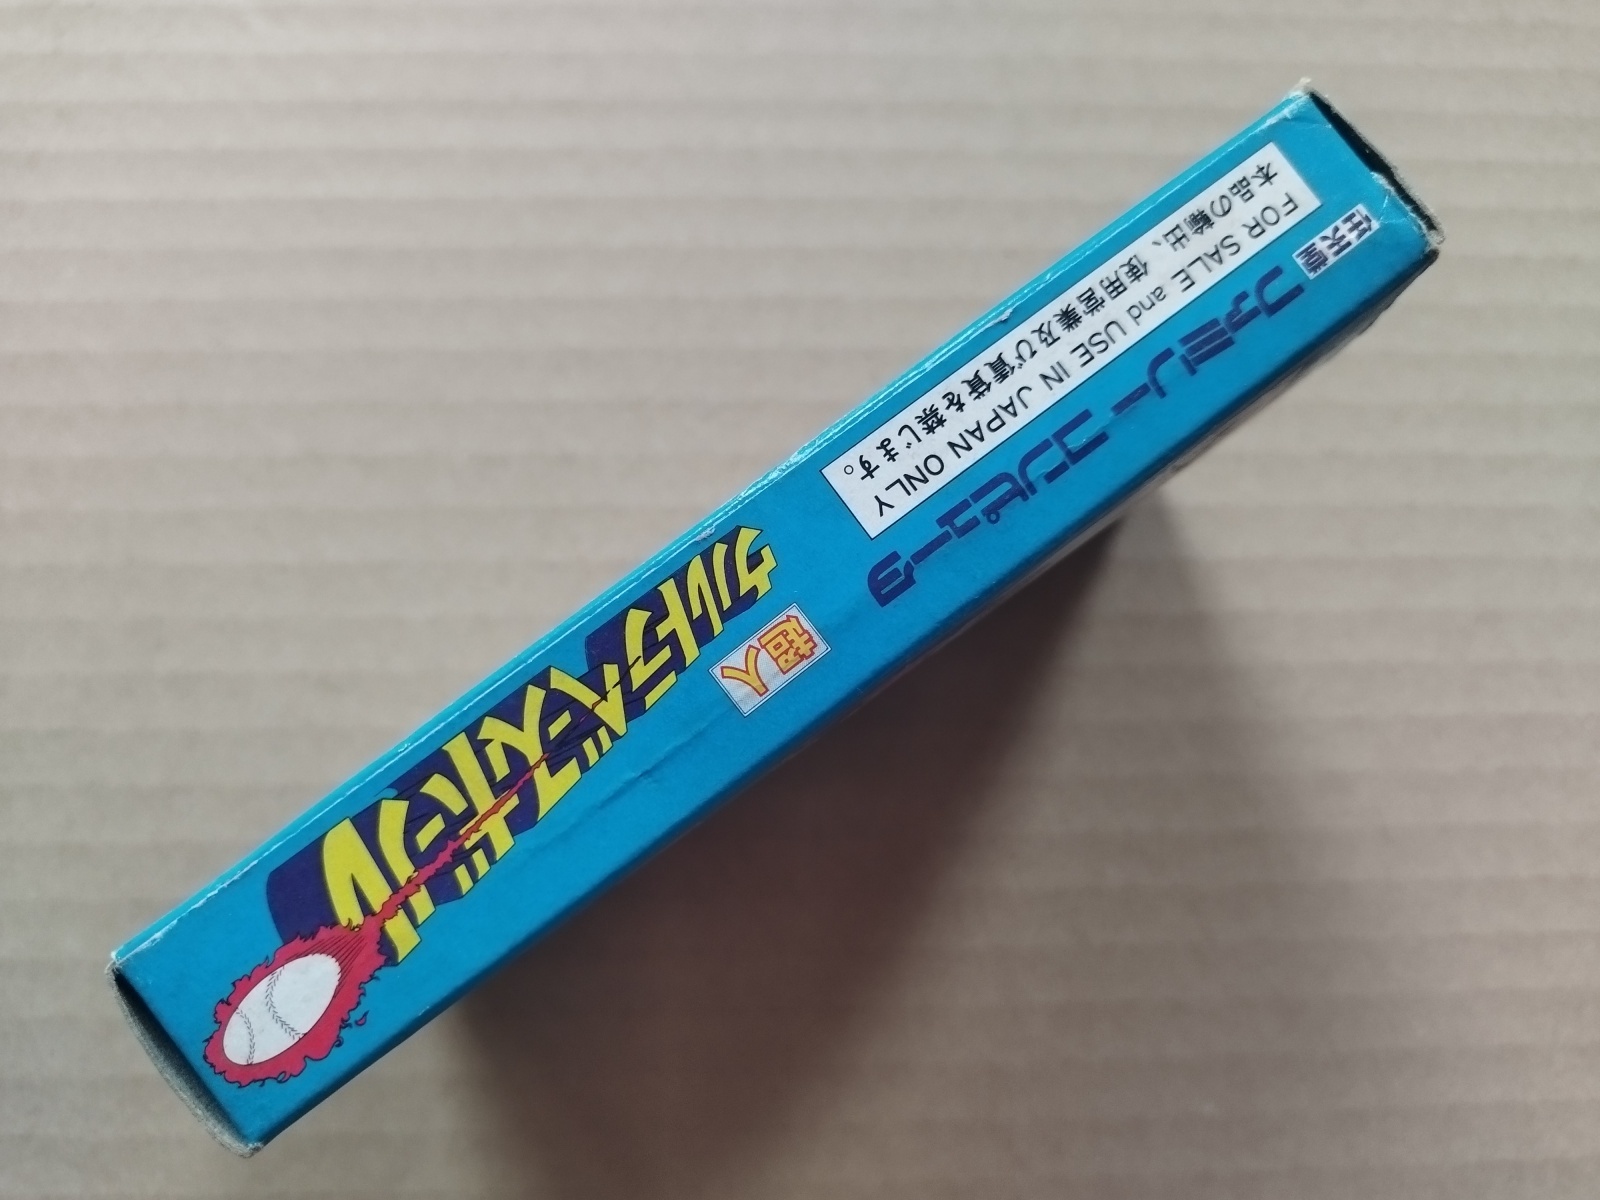 任天堂
ファミリーコンピュータ
FOR SALE and USE IN JAPAN ONLY
本品の輸出、使用営業及び賃貸を禁じます。
超人
ウルトラベースボール